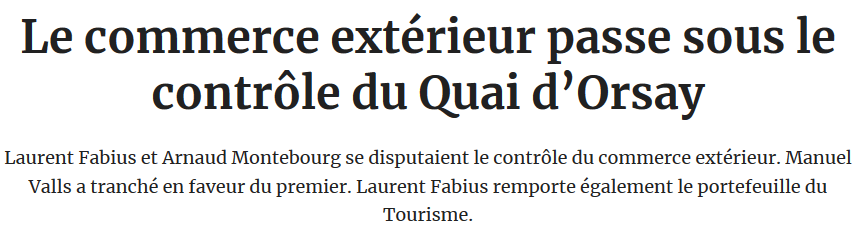 Le commerce extérieur passe sous le
contrôle du Quai d’Orsay
Laurent Fabius et Arnaud Montebourg se disputaient le contrôle du commerce extérieur. Manuel
Valls a tranché en faveur du premier. Laurent Fabius remporte également le portefeuille du
Tourisme.